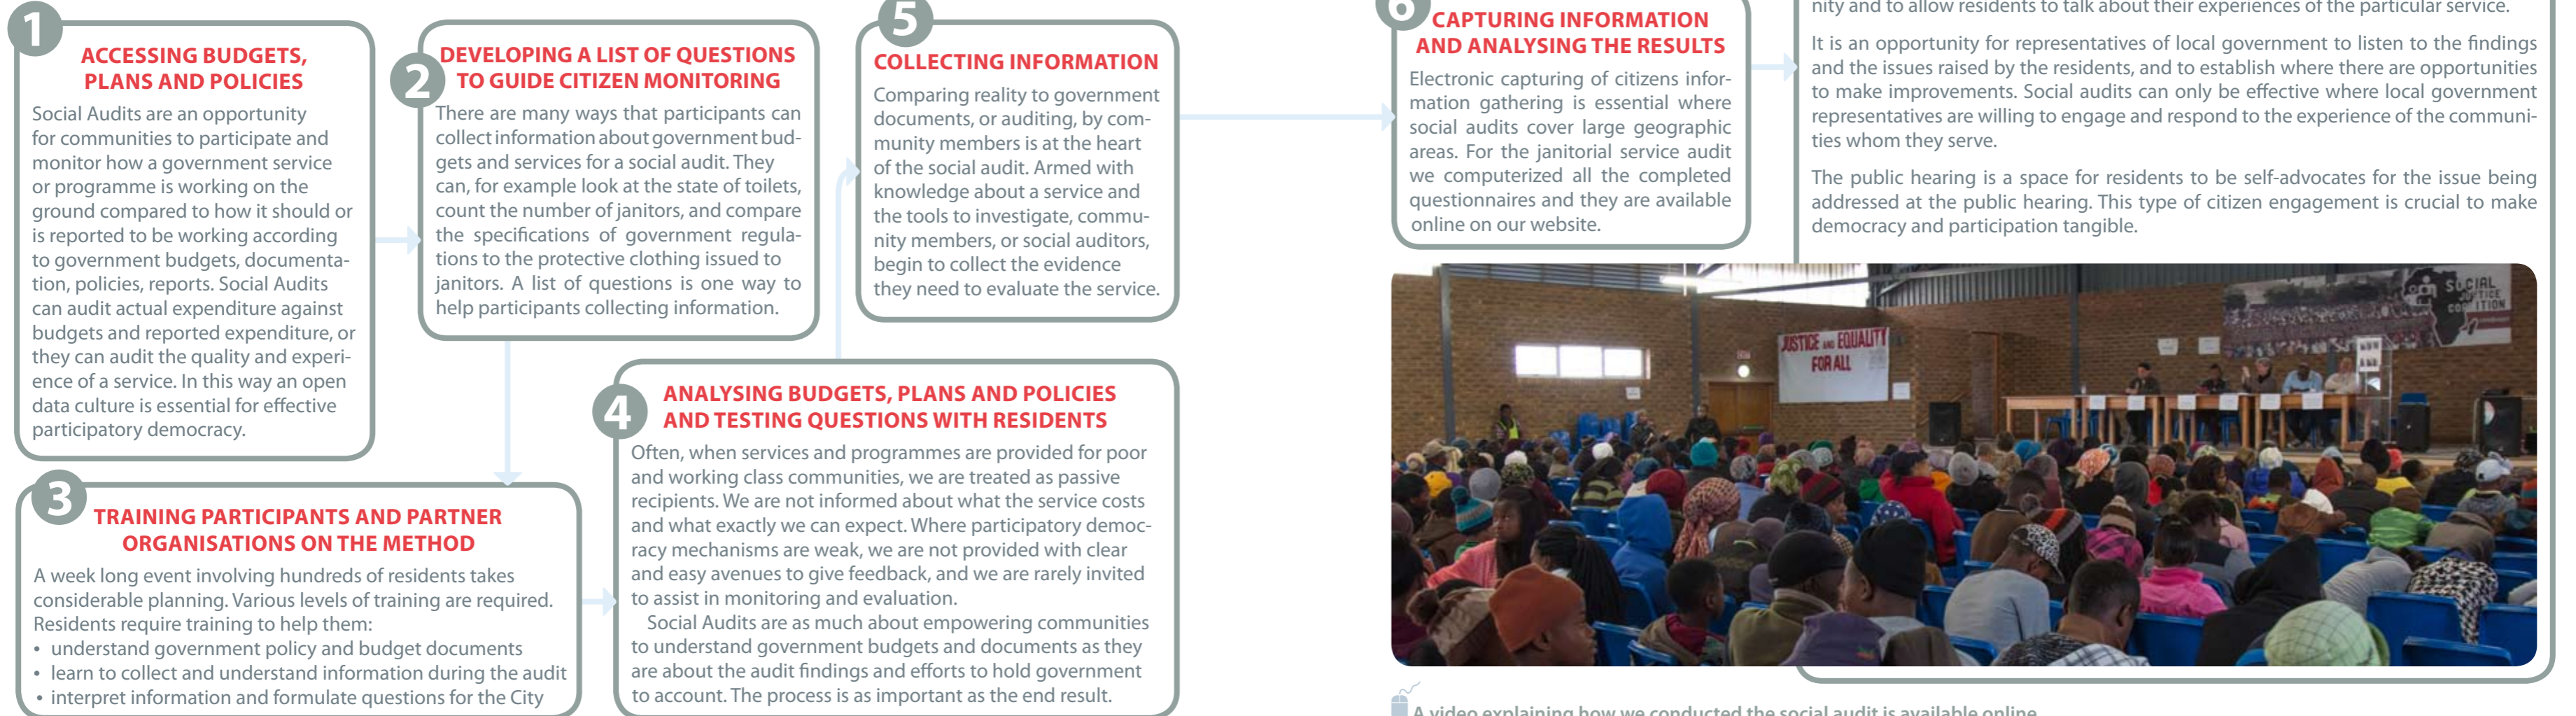 1
ACCESSING BUDGETS,
PLANS AND POLICIES
Social Audits are an opportunity
for communities to participate and
monitor how a government service
or programme is working on the
ground compared to how it should or
is reported to be working according
to government budgets, documenta-
tion, policies, reports. Social Audits
can audit actual expenditure against
budgets and reported expenditure, or
they can audit the quality and experi-
ence of a service. In this way an open
data culture is essential for effective
participatory democracy.
2
DEVELOPING A LIST OF QUESTIONS
TO GUIDE CITIZEN MONITORING
There are many ways that participants can
collect information about government bud-
gets and services for a social audit. They
can, for example look at the state of toilets,
count the number of janitors, and compare
the specifications of government regula-
tions to the protective clothing issued to
janitors. A list of questions is one way to
help participants collecting information.
3
TRAINING PARTICIPANTS AND PARTNER
ORGANISATIONS ON THE METHOD
A week long event involving hundreds of residents takes
considerable planning. Various levels of training are required.
Residents require training to help them:
• understand government policy and budget documents
• learn to collect and understand information during the audit
• interpret information and formulate questions for the City
4
ANALYSING BUDGETS, PLANS AND POLICIES
AND TESTING QUESTIONS WITH RESIDENTS
Often, when services and programmes are provided for poor
and working class communities, we are treated as passive
recipients. We are not informed about what the service costs
and what exactly we can expect. Where participatory democ-
racy mechanisms are weak, we are not provided with clear
and easy avenues to give feedback, and we are rarely invited
to assist in monitoring and evaluation.
Social Audits are as much about empowering communities
to understand government budgets and documents as they
are about the audit findings and efforts to hold government
to account. The process is as important as the end result.
5
COLLECTING INFORMATION
Comparing reality to government
documents, or auditing, by com-
munity members is at the heart
of the social audit. Armed with
knowledge about a service and
the tools to investigate, commu-
nity members, or social auditors,
begin to collect the evidence
they need to evaluate the service.
6
CAPTURING INFORMATION
AND ANALYSING THE RESULTS
Electronic capturing of citizens infor-
mation gathering is essential where
social audits cover large geographic
areas. For the janitorial service audit
we computerized all the completed
questionnaires and they are available
online on our website.
nity and to allow residents to talk about their experiences of the particular service.
It is an opportunity for representatives of local government to listen to the findings
and the issues raised by the residents, and to establish where there are opportunities
to make improvements. Social audits can only be effective where local government
representatives are willing to engage and respond to the experience of the communi-
ties whom they serve.
The public hearing is a space for residents to be self-advocates for the issue being
addressed at the public hearing. This type of citizen engagement is crucial to make
democracy and participation tangible.
JUSTICE AND EQUALITY
FOR ALL
SOCIAL
JUSTICE
COALITION
A video explaining how we conducted the social audit is available online